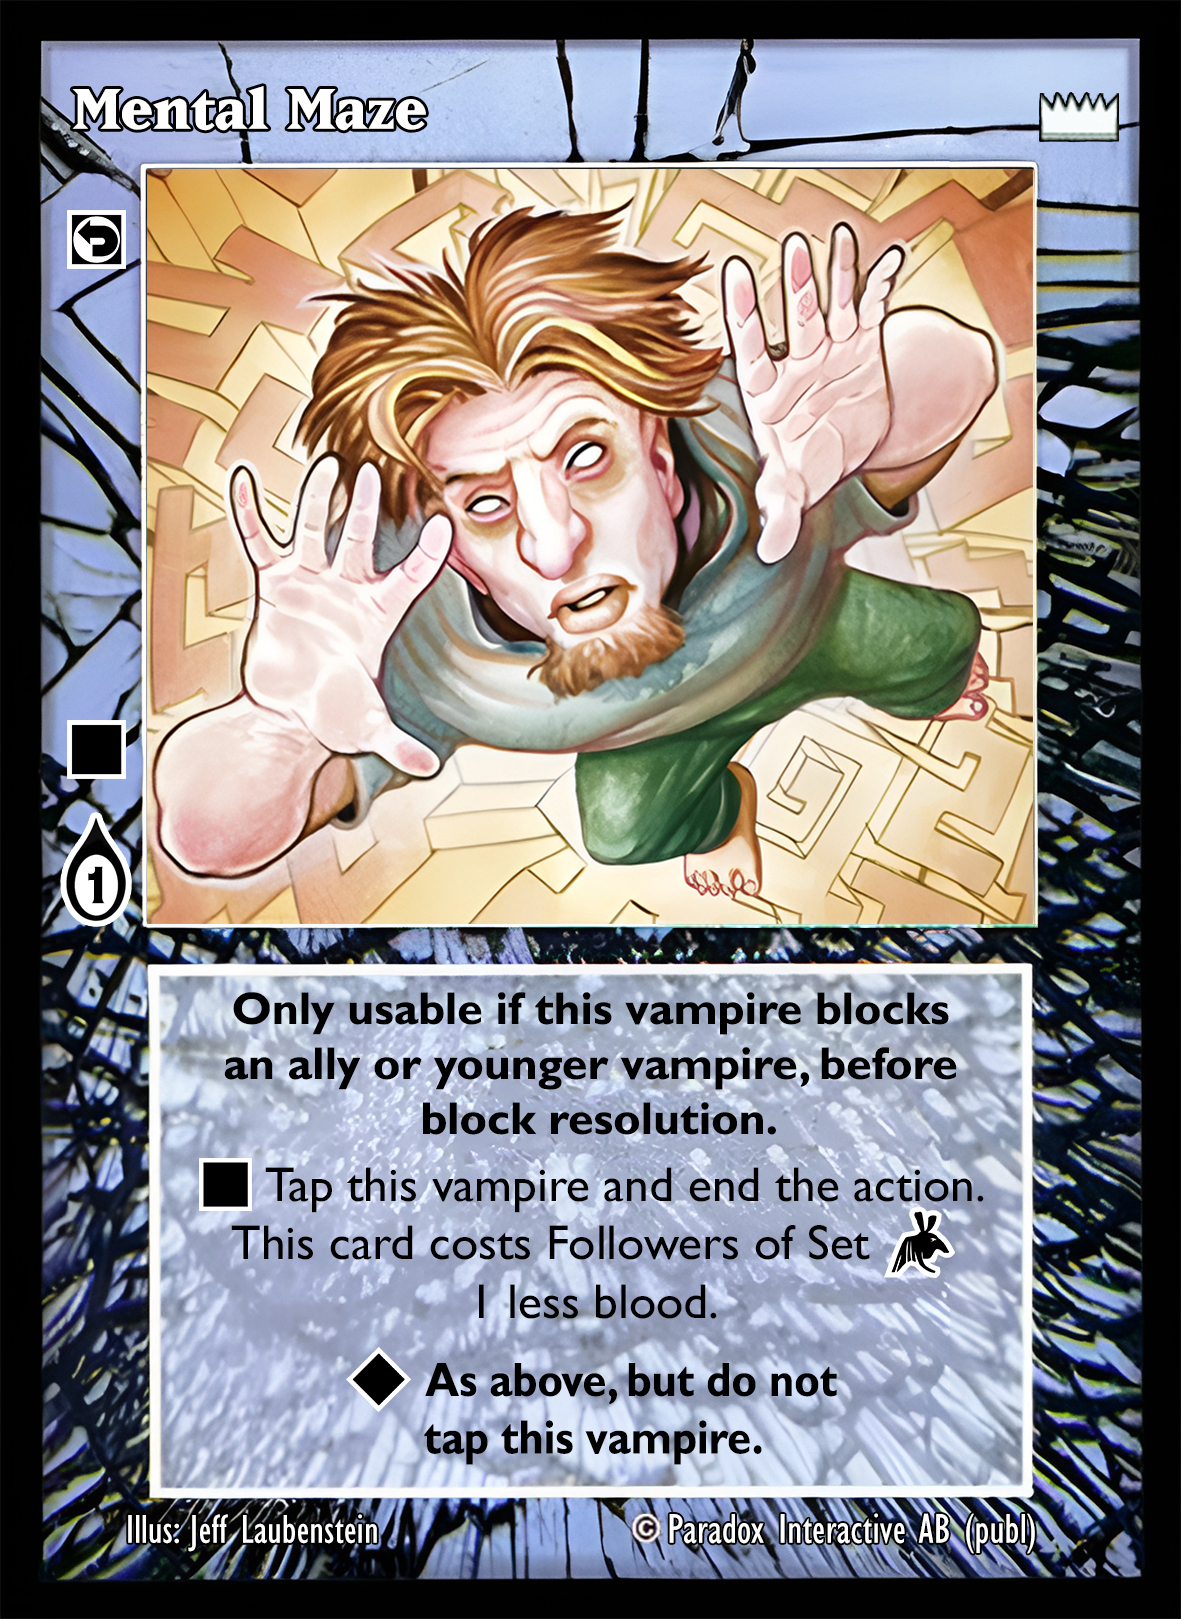 Mental Maze
1
Only usable if this vampire blocks
an ally or younger vampire, before
block resolution.
Tap this vampire and end the action.
This card costs Followers of Set
1 less blood.
As above, but do not
tap this vampire.
Illus: Jeff Laubenstein
© Paradox Interactive AB (publ)